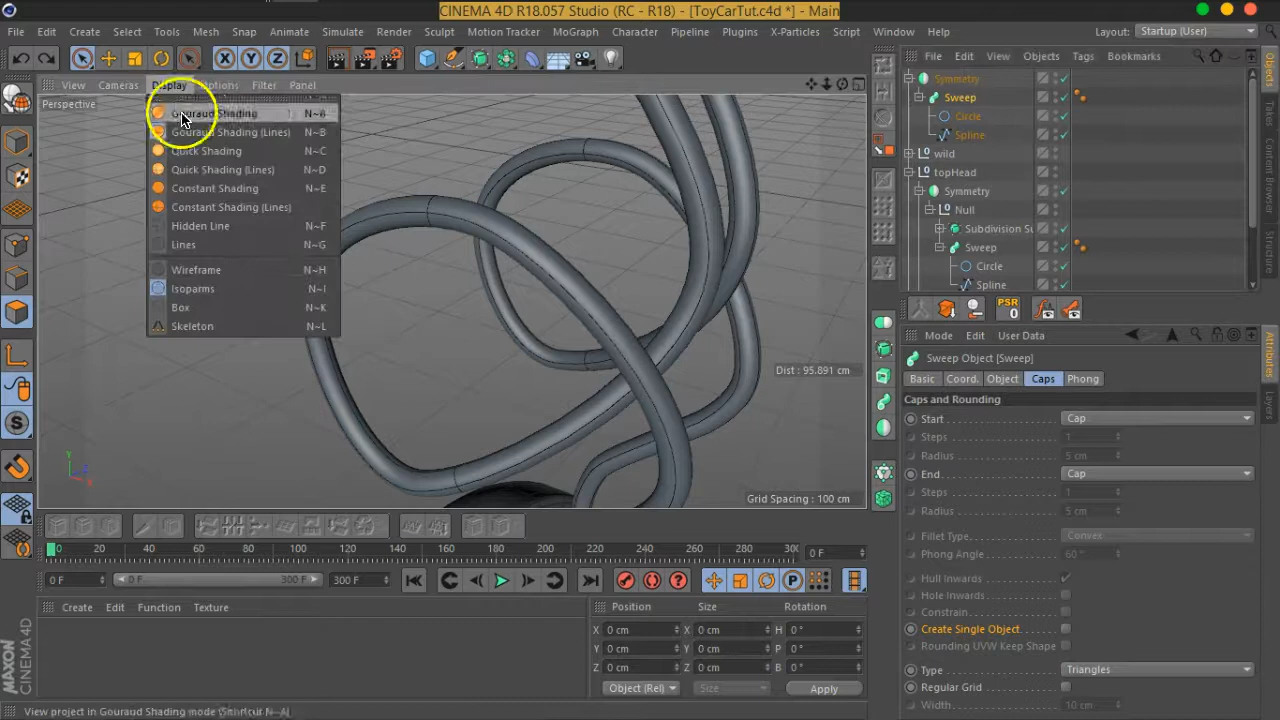 CINEMA 4D R18.057 Studio (RC - R18) - [ToyCarTut.c4d *] - Main
File Edit Create Select Tools Mesh Snap Animate Simulate Render Sculpt Motion Tracker MoGraph Character Pipeline Plugins X-Particles Script Window Layout: Startup (User)
X Y Z
File Edit View Objects Tags Bookmarks
View Cameras Display Options Filter Panel
Perspective
Gouraud Shading N~A
Gouraud Shading (Lines) N~B
Quick Shading N~C
Quick Shading (Lines) N~D
Constant Shading N~E
Constant Shading (Lines) N~F
Hidden Line N~F
Lines N~G
Wireframe N~H
Isoparms N~I
Box N~K
Skeleton N~L
Dist : 95.891 cm
Grid Spacing : 100 cm
Y
Z
X
Symmetry
Sweep
Circle
Spline
wild
topHead
Symmetry
Null
Subdivision Su
Sweep
Circle
Spline
Objects
Content Browser
Structure
PSR
0
Mode Edit User Data
Sweep Object [Sweep]
Basic Coord. Object Caps Phong
Caps and Rounding
Start Cap
Steps 1
Radius 5 cm
End Cap
Steps 1
Radius 5 cm
Fillet Type Convex
Phong Angle 60 °
Hull Inwards
Hole Inwards
Constrain
Create Single Object
Rounding UVW Keep Shape
Type Triangles
Regular Grid
Width 10 cm
Attributes
Layers
0 20 40 60 80 100 120 140 160 180 200 220 240 260 280 300 0 F
0 F 0 F 300 F 300 F
P
Create Edit Function Texture
Position Size Rotation
X 0 cm X 0 cm H 0 °
Y 0 cm Y 0 cm P 0 °
Z 0 cm Z 0 cm B 0 °
Object (Rel) Size Apply
MAXON
CINEMA 4D